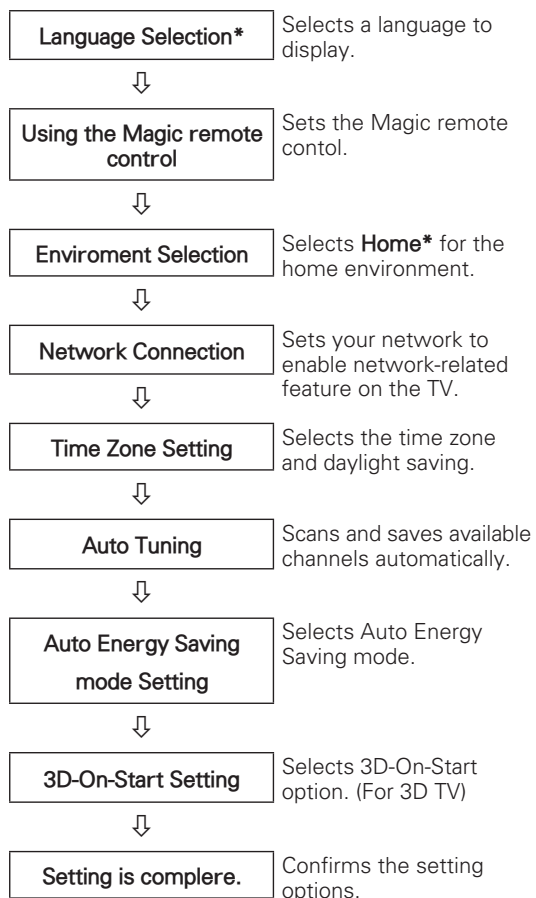 Language Selection*
Selects a language to
display.
⇩
Using the Magic remote
control
Sets the Magic remote
contol.
⇩
Enviroment Selection
Selects Home* for the
home environment.
⇩
Network Connection
Sets your network to
enable network-related
feature on the TV.
⇩
Time Zone Setting
Selects the time zone
and daylight saving.
⇩
Auto Tuning
Scans and saves available
channels automatically.
⇩
Auto Energy Saving
mode Setting
Selects Auto Energy
Saving mode.
⇩
3D-On-Start Setting
Selects 3D-On-Start
option. (For 3D TV)
⇩
Setting is complere.
Confirms the setting
options.